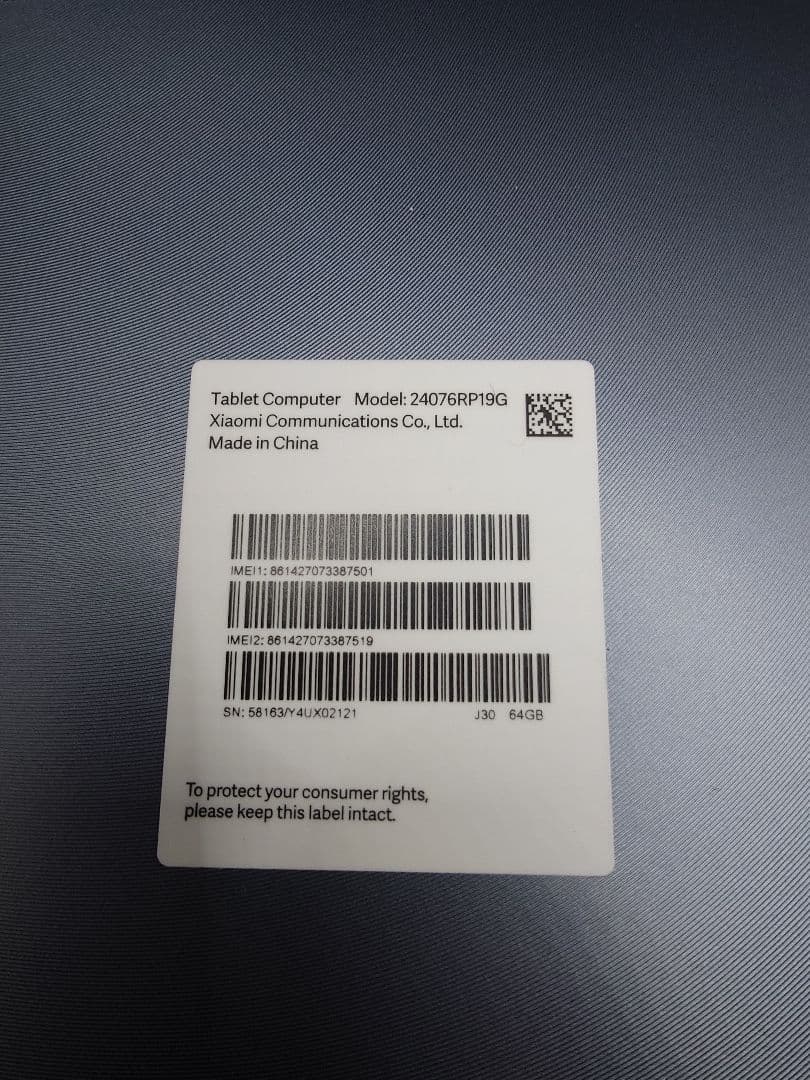 Tablet Computer Model: 24076RP19G
Xiaomi Communications Co., Ltd.
Made in China
IMEI1: 861427073387501
IMEI2: 861427073387519
SN: 58163/Y4UX02121 J30 64GB
To protect your consumer rights,
please keep this label intact.